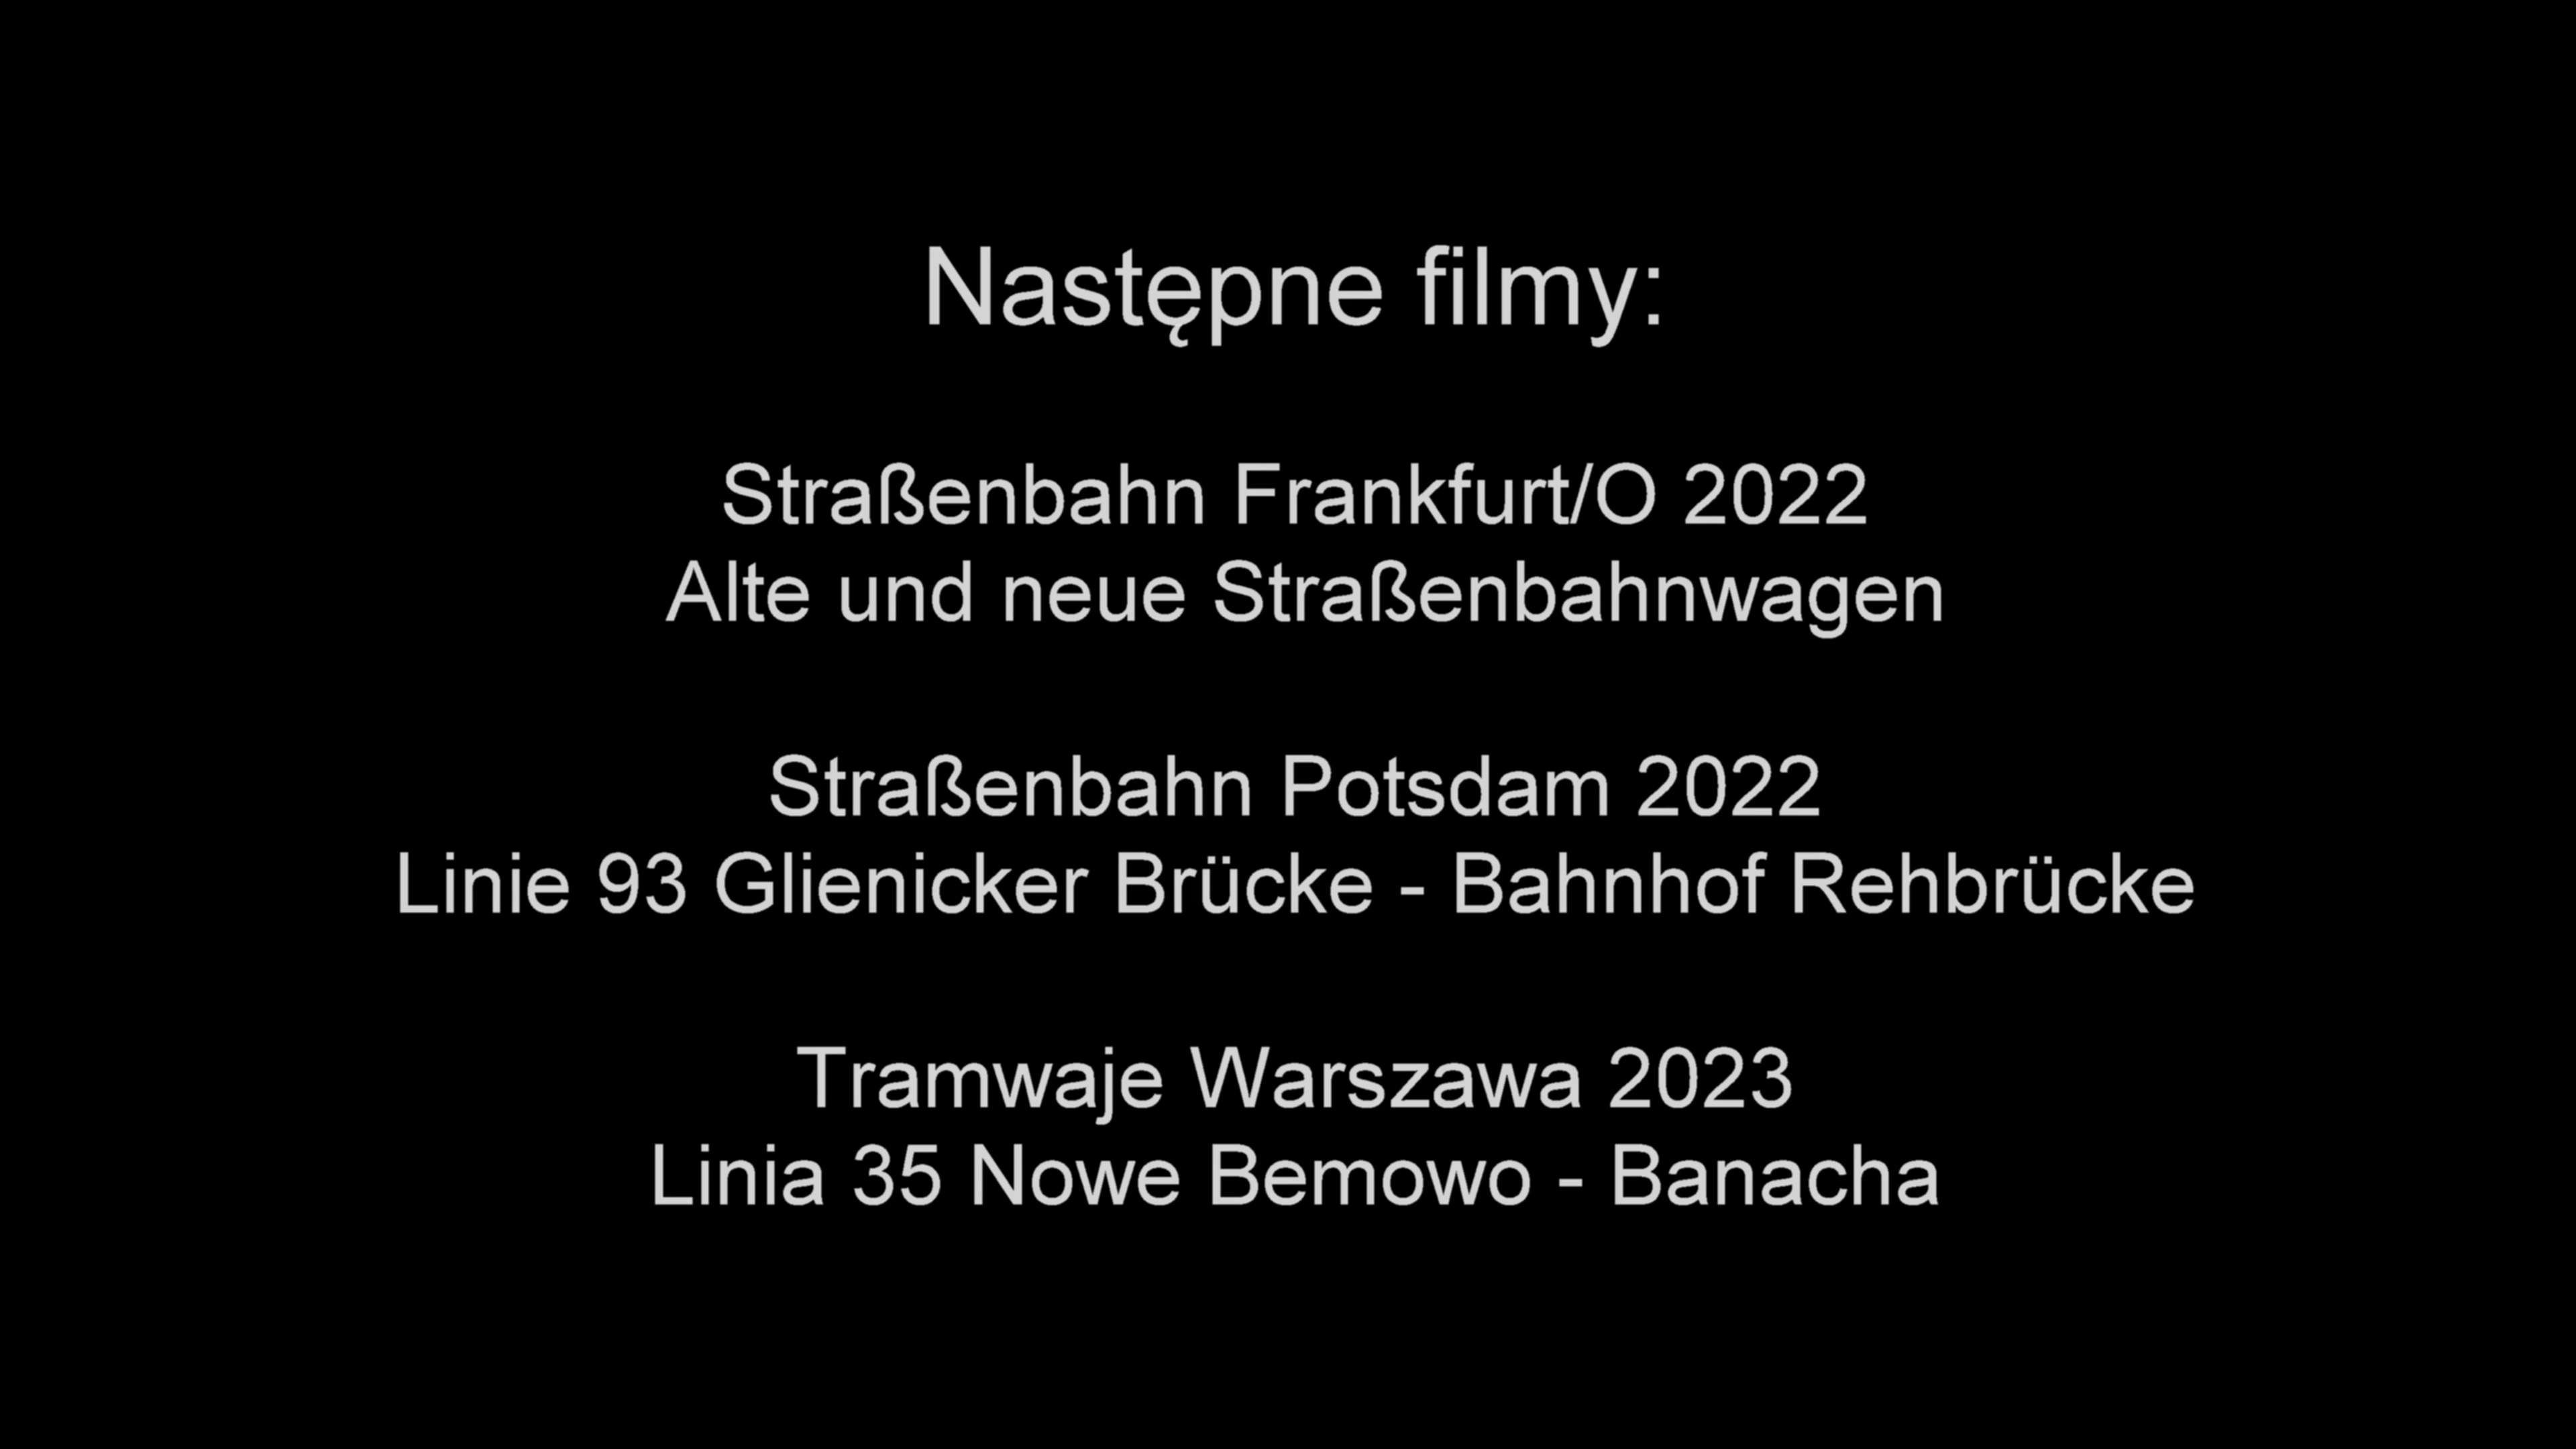 Następne filmy:
Straßenbahn Frankfurt/O 2022
Alte und neue Straßenbahnwagen
Straßenbahn Potsdam 2022
Linie 93 Glienicker Brücke - Bahnhof Rehbrücke
Tramwaje Warszawa 2023
Linia 35 Nowe Bemowo - Banacha